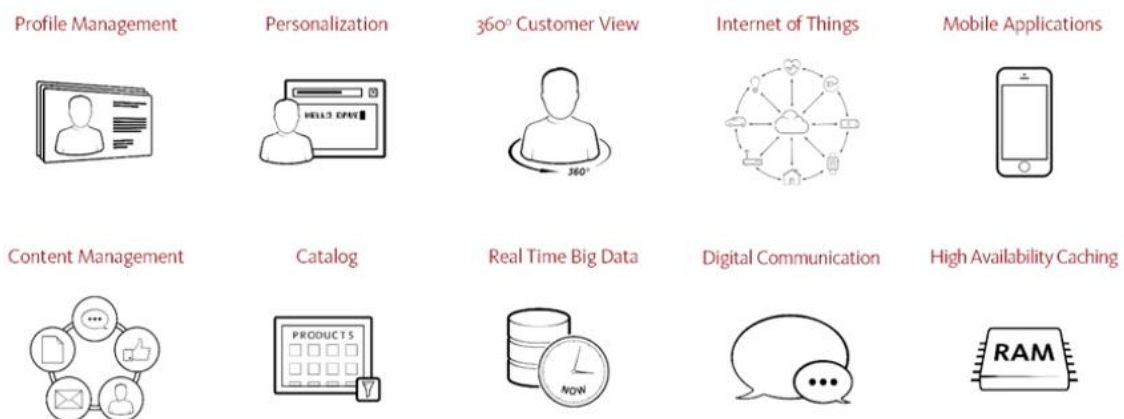 Profile Management
Personalization
360° Customer View
Internet of Things
Mobile Applications
HELLO DAVE
360°
Content Management
Catalog
Real Time Big Data
Digital Communication
High Availability Caching
PRODUCTS
NOW
RAM